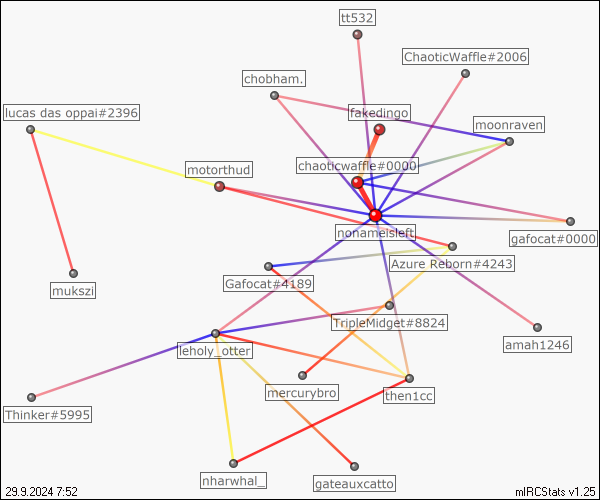 tt532
ChaoticWaffle#2006
chobham.
lucas das oppai#2396
fakedingo
moonraven
motorthud
chaoticwaffle#0000
nonameisleft
gafocat#0000
Azure Reborn#4243
mukszi
Gafocat#4189
TripleMidget#8824
amah1246
leholy_otter
mercurybro
then1cc
Thinker#5995
nharwhal_
gateauxcatto
29.9.2024 7:52
mIRCStats v1.25